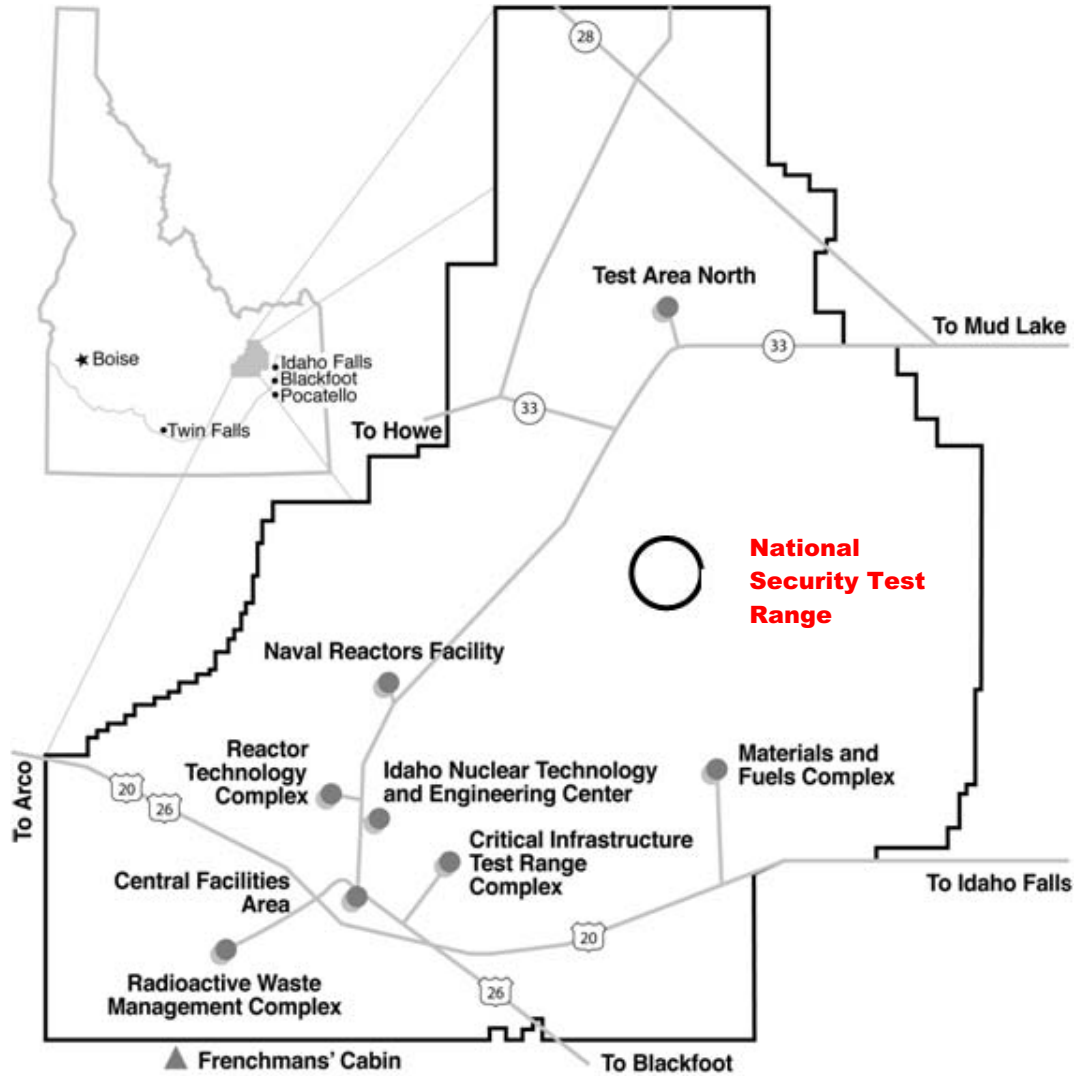 28
Test Area North
To Mud Lake
33
Boise
Idaho Falls
Blackfoot
Pocatello
Twin Falls
To Howe
33
National
Security Test
Range
Naval Reactors Facility
To Arco
20
26
Reactor
Technology
Complex
Idaho Nuclear Technology
and Engineering Center
Materials and
Fuels Complex
Critical Infrastructure
Test Range
Complex
Central Facilities
Area
To Idaho Falls
20
Radioactive Waste
Management Complex
26
Frenchmans' Cabin
To Blackfoot